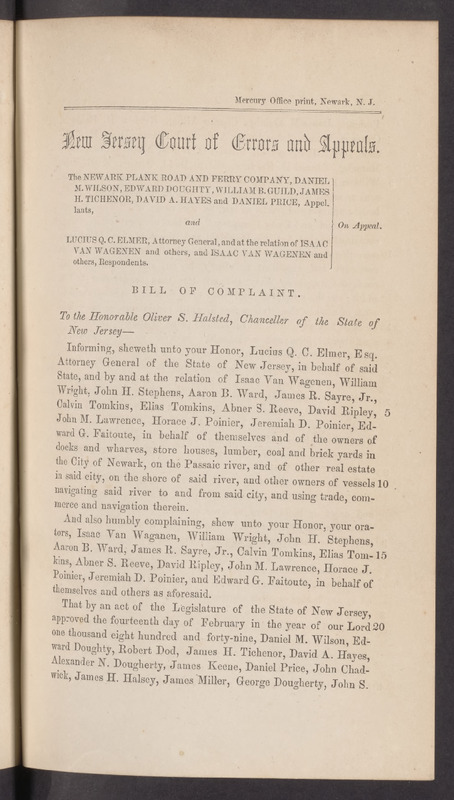 Mercury Office print, Newark, N. J.
New Jersey Court of Errors and Appeals.
The NEWARK PLANK ROAD AND FERRY COMPANY, DANIEL
M. WILSON, EDWARD DOUGHTY, WILLIAM B. GUILD, JAMES
H. TICHENOR, DAVID A. HAYES and DANIEL PRICE, Appel-
lants,
and
On Appeal.
LUCIUS Q. C. ELMER, Attorney General, and at the relation of ISAAC
VAN WAGENEN and others, and ISAAC VAN WAGENEN and
others, Respondents.
BILL OF COMPLAINT.
To the Honorable Oliver S. Halsted, Chancellor of the State of
New Jersey—
Informing, sheweth unto your Honor, Lucius Q. C. Elmer, Esq.
Attorney General of the State of New Jersey, in behalf of said
State, and by and at the relation of Isaac Van Wagenen, William
Wright, John H. Stephens, Aaron B. Ward, James R. Sayre, Jr.,
Calvin Tomkins, Elias Tomkins, Abner S. Reeve, David Ripley, 5
John M. Lawrence, Horace J. Poinier, Jeremiah D. Poinier, Ed-
ward G. Faitoute, in behalf of themselves and of the owners of
docks and wharves, store houses, lumber, coal and brick yards in
the City of Newark, on the Passaic river, and of other real estate
in said city, on the shore of said river, and other owners of vessels 10
navigating said river to and from said city, and using trade, com-
merce and navigation therein.
And also humbly complaining, shew unto your Honor, your ora-
tors, Isaac Van Waganen, William Wright, John H. Stephens,
Aaron B. Ward, James R. Sayre, Jr., Calvin Tomkins, Elias Tom- 15
kins, Abner S. Reeve, David Ripley, John M. Lawrence, Horace J.
Poinier, Jeremiah D. Poinier, and Edward G. Faitoute, in behalf of
themselves and others as aforesaid.
That by an act of the Legislature of the State of New Jersey,
approved the fourteenth day of February in the year of our Lord 20
one thousand eight hundred and forty-nine, Daniel M. Wilson, Ed-
ward Doughty, Robert Dod, James H. Tichenor, David A. Hayes,
Alexander N. Dougherty, James Keene, Daniel Price, John Chad-
wick, James H. Halsey, James Miller, George Dougherty, John S.